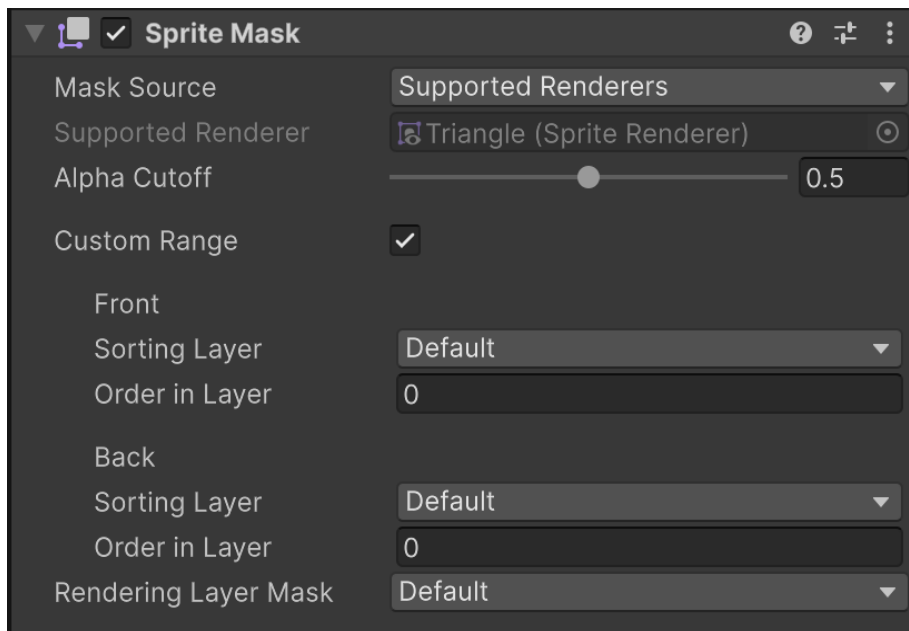 Sprite Mask
Mask Source Supported Renderers
Supported Renderer Triangle (Sprite Renderer)
Alpha Cutoff 0.5
Custom Range
Front
Sorting Layer Default
Order in Layer 0
Back
Sorting Layer Default
Order in Layer 0
Rendering Layer Mask Default